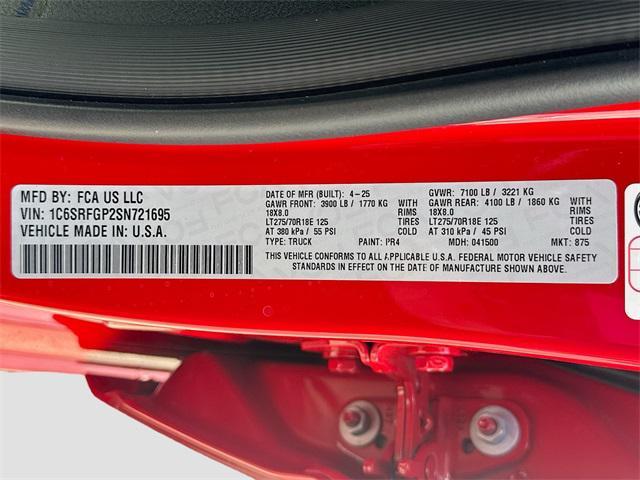 MFD BY: FCA US LLC
VIN: 1C6SRFGP2SN721695
VEHICLE MADE IN: U.S.A.
DATE OF MFR (BUILT): 4-25 GVWR: 7100 LB / 3221 KG
GAWR FRONT: 3900 LB / 1770 KG WITH GAWR REAR: 4100 LB / 1860 KG WITH
18X8.0 RIMS 18X8.0 RIMS
LT275/70R18E 125 TIRES LT275/70R18E 125 TIRES
AT 380 kPa / 55 PSI COLD AT 310 kPa / 45 PSI COLD
TYPE: TRUCK PAINT: PR4 MDH: 041500 MKT: 875
THIS VEHICLE CONFORMS TO ALL APPLICABLE U.S.A. FEDERAL MOTOR VEHICLE SAFETY
STANDARDS IN EFFECT ON THE DATE OF MANUFACTURE SHOWN ABOVE.